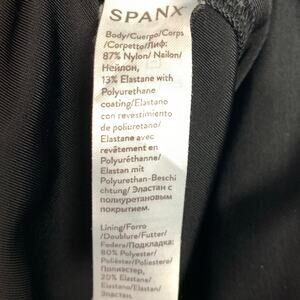 SPANX
Body/Cuerpo/Corps
/Corpetto/Лиф:
87% Nylon/ Nailon/
Нейлон,
13% Elastane with
Polyurethane
coating/Elastano
con revestimiento
de poliuretano/
Elastane avec
revêtement en
Polyuréthanne/
Elastan mit
Polyurethan-Beschi
chtung/ Эластан с
полиуретановым
покрытием.
Lining/Forro
/Doublure/Futter/
Federa/Подкладка:
80% Polyester/
Poliéster/Poliestere/
Полиэстер,
20% Elastane/
Elastano/Elastan/
Эластан.